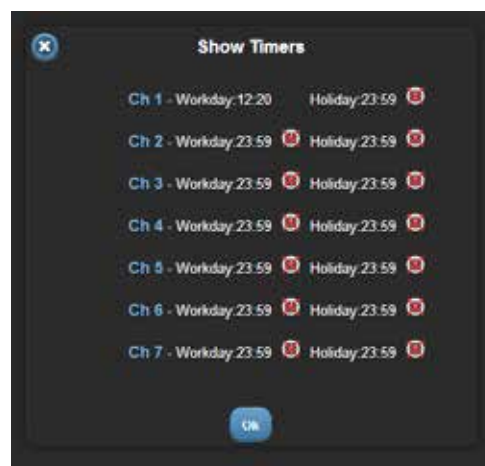 Show Timers
Ch 1 - Workday:12:20 Holiday:23:59
Ch 2 - Workday:23:59 Holiday:23:59
Ch 3 - Workday:23:59 Holiday:23:59
Ch 4 - Workday:23:59 Holiday:23:59
Ch 5 - Workday:23:59 Holiday:23:59
Ch 6 - Workday:23:59 Holiday:23:59
Ch 7 - Workday:23:59 Holiday:23:59
Ok